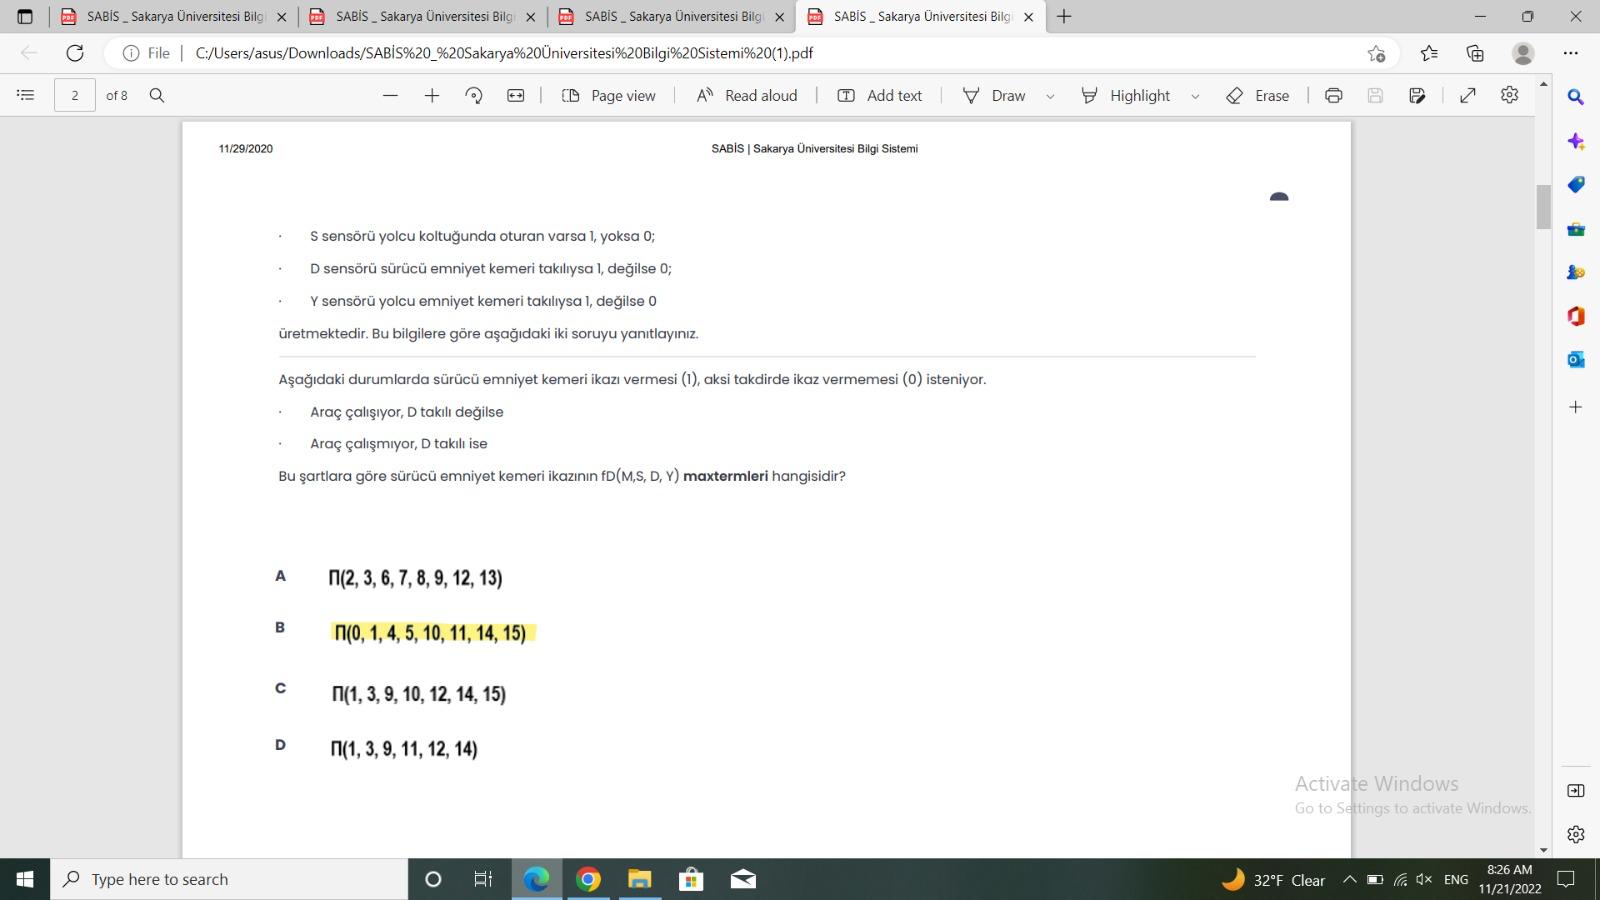 SABİS _ Sakarya Üniversitesi Bilgi
SABİS _ Sakarya Üniversitesi Bilgi
SABİS _ Sakarya Üniversitesi Bilgi
SABİS _ Sakarya Üniversitesi Bilgi
File | C:/Users/asus/Downloads/SABİS%20_%20Sakarya%20Üniversitesi%20Bilgi%20Sistemi%20(1).pdf
2 of 8 Page view Read aloud Add text Draw Highlight Erase
11/29/2020 SABİS | Sakarya Üniversitesi Bilgi Sistemi
· S sensörü yolcu koltuğunda oturan varsa 1, yoksa 0;
· D sensörü sürücü emniyet kemeri takılıysa 1, değilse 0;
· Y sensörü yolcu emniyet kemeri takılıysa 1, değilse 0
üretmektedir. Bu bilgilere göre aşağıdaki iki soruyu yanıtlayınız.
Aşağıdaki durumlarda sürücü emniyet kemeri ikazı vermesi (1), aksi takdirde ikaz vermemesi (0) isteniyor.
· Araç çalışıyor, D takılı değilse
· Araç çalışmıyor, D takılı ise
Bu şartlara göre sürücü emniyet kemeri ikazının fD(M,S, D, Y) maxtermleri hangisidir?
A Π(2, 3, 6, 7, 8, 9, 12, 13)
B Π(0, 1, 4, 5, 10, 11, 14, 15)
C Π(1, 3, 9, 10, 12, 14, 15)
D Π(1, 3, 9, 11, 12, 14)
Activate Windows
Go to Settings to activate Windows.
Type here to search
32°F Clear ENG
8:26 AM
11/21/2022